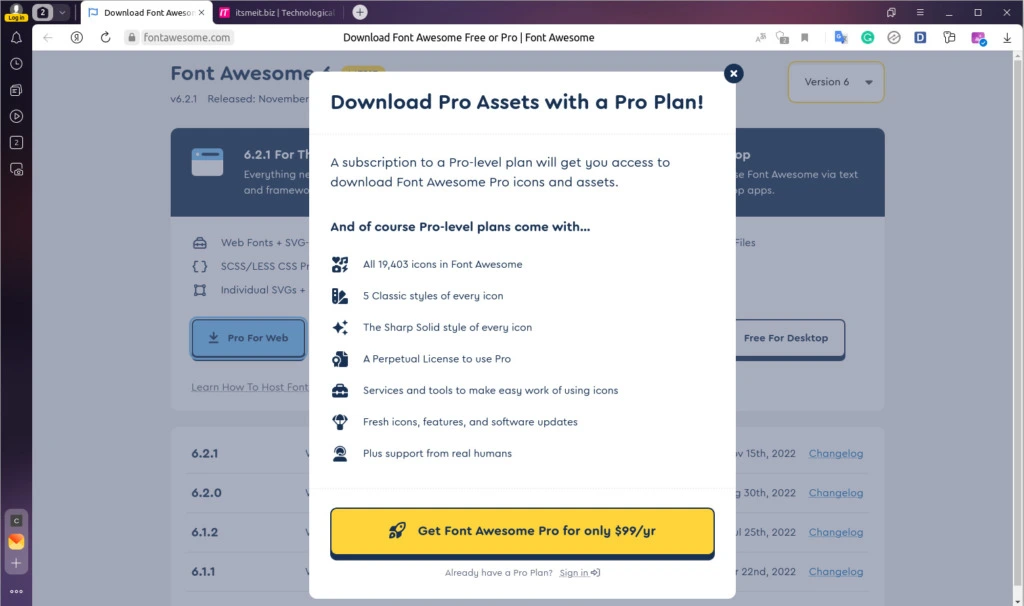 Log in
2
Download Font Awesor
itsmeit.biz | Technological
fontawesome.com
Download Font Awesome Free or Pro | Font Awesome
Font Awesome 6
v6.2.1 Released: November
Version 6
Download Pro Assets with a Pro Plan!
6.2.1 For Th
Everything ne
and framewo
op
se Font Awesome via text
p apps.
A subscription to a Pro-level plan will get you access to
download Font Awesome Pro icons and assets.
And of course Pro-level plans come with...
Web Fonts + SVG-
SCSS/LESS CSS Pr
Individual SVGs +
Files
All 19,403 icons in Font Awesome
5 Classic styles of every icon
The Sharp Solid style of every icon
A Perpetual License to use Pro
Services and tools to make easy work of using icons
Fresh icons, features, and software updates
Plus support from real humans
Pro For Web
Free For Desktop
Learn How To Host Font
6.2.1
ov 15th, 2022 Changelog
6.2.0
g 30th, 2022 Changelog
6.1.2
ul 25th, 2022 Changelog
6.1.1
r 22nd, 2022 Changelog
Get Font Awesome Pro for only $99/yr
Already have a Pro Plan? Sign in
2
C